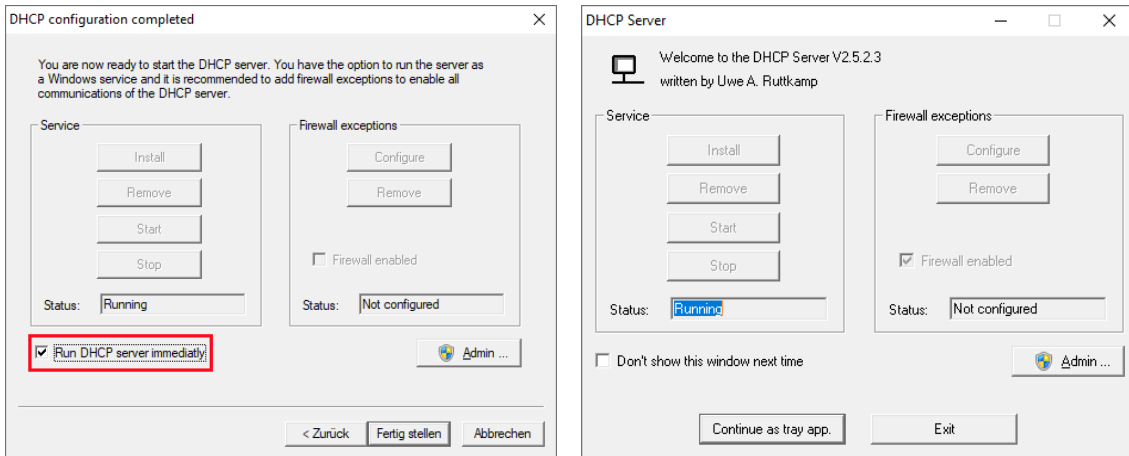 DHCP configuration completed
You are now ready to start the DHCP server. You have the option to run the server as
a Windows service and it is recommended to add firewall exceptions to enable all
communications of the DHCP server.
Service
Install
Remove
Start
Stop
Status: Running
Firewall exceptions
Configure
Remove
Firewall enabled
Status: Not configured
Run DHCP server immediatly
Admin ...
< Zurück
Fertig stellen
Abbrechen
DHCP Server
Welcome to the DHCP Server V2.5.2.3
written by Uwe A. Ruttkamp
Service
Install
Remove
Start
Stop
Status: Running
Firewall exceptions
Configure
Remove
Firewall enabled
Status: Not configured
Don't show this window next time
Admin ...
Continue as tray app.
Exit